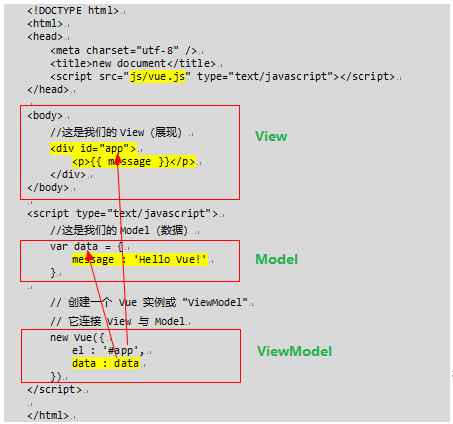 <!DOCTYPE html>
<html>
<head>
    <meta charset="utf-8" />
    <title>new document</title>
    <script src="js/vue.js" type="text/javascript"></script>
</head>
<body>
    //这是我们的 View (展现)
    <div id="app">
        <p>{{ message }}</p>
    </div>
</body>
View
<script type="text/javascript">
    //这是我们的 Model (数据)
    var data = {
        message : 'Hello Vue!'
    }
Model
    // 创建一个 Vue 实例或 "ViewModel"
    // 它连接 View 与 Model
    new Vue({
        el : '#app',
        data : data
    })
ViewModel
</script>
</html>